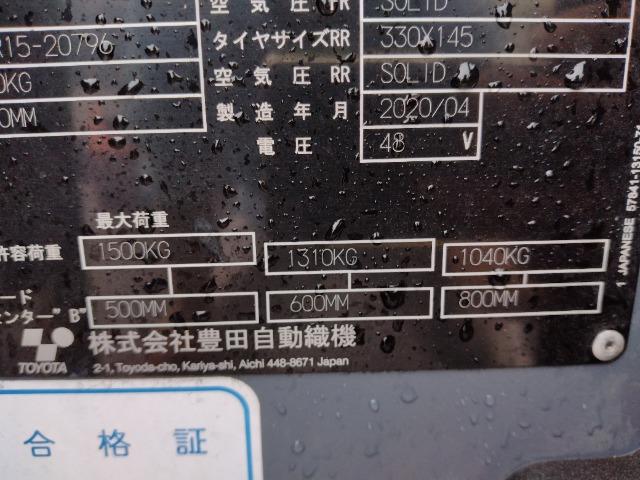 空気圧FR SOLID
R15-20796 タイヤサイズRR 330X145
0KG 空気圧RR SOLID
0MM 製造年月 2020/04
電圧 48 V
最大荷重
許容荷重 1500KG 1310KG 1040KG
ード
センター"B" 500MM 600MM 800MM
株式会社豊田自動織機
TOYOTA 2-1, Toyoda-cho, Kariya-shi, Aichi 448-8671 Japan
合格証